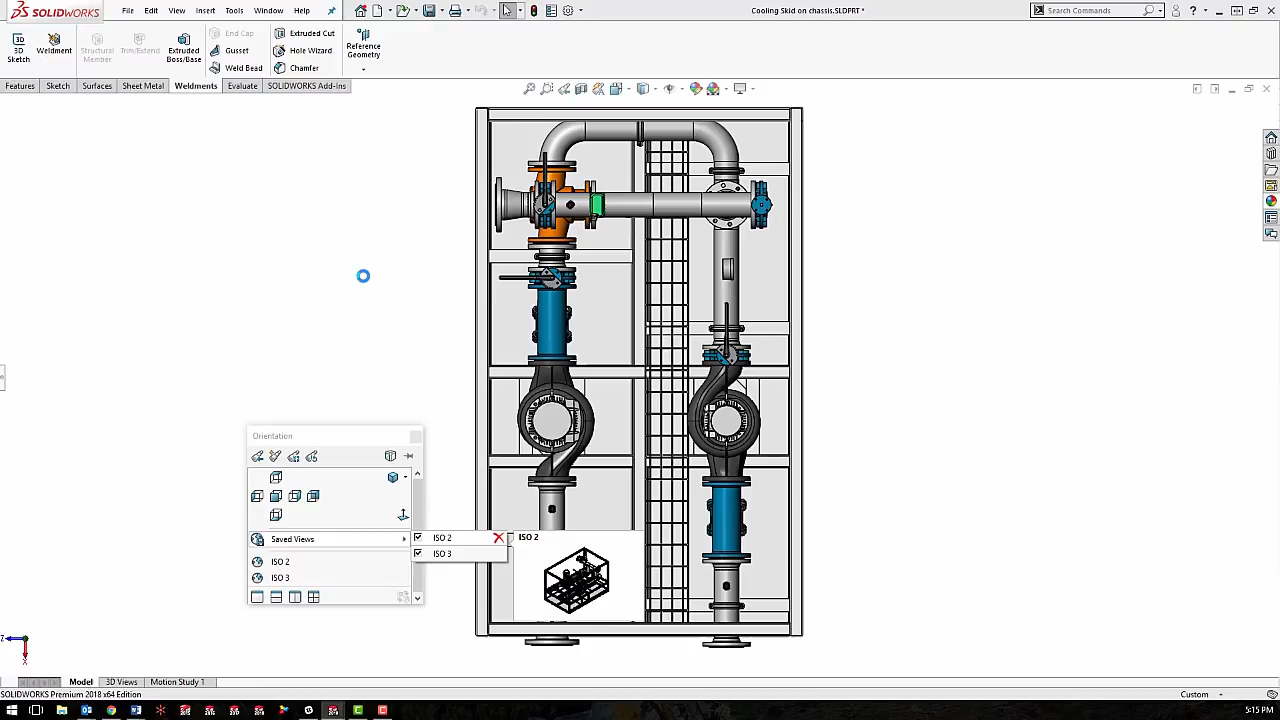 SOLIDWORKS File Edit View Insert Tools Window Help Cooling Skid on chassis.SLDPRT * Search Commands
3D Sketch
Weldment
Structural Member
Trim/Extend
Extruded Boss/Base
End Cap
Gusset
Weld Bead
Extruded Cut
Hole Wizard
Chamfer
Reference Geometry
Features Sketch Surfaces Sheet Metal Weldments Evaluate SOLIDWORKS Add-Ins
Orientation
Saved Views
ISO 2
ISO 3
ISO 2
ISO 3
ISO 2
Z
X
Model 3D Views Motion Study 1
SOLIDWORKS Premium 2018 x64 Edition Custom
5:15 PM